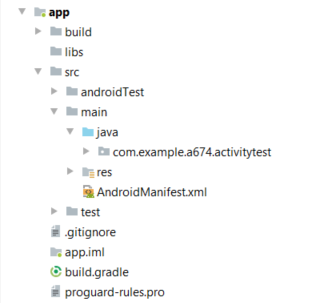 app
build
libs
src
androidTest
main
java
com.example.a674.activitytest
res
AndroidManifest.xml
test
.gitignore
app.iml
build.gradle
proguard-rules.pro